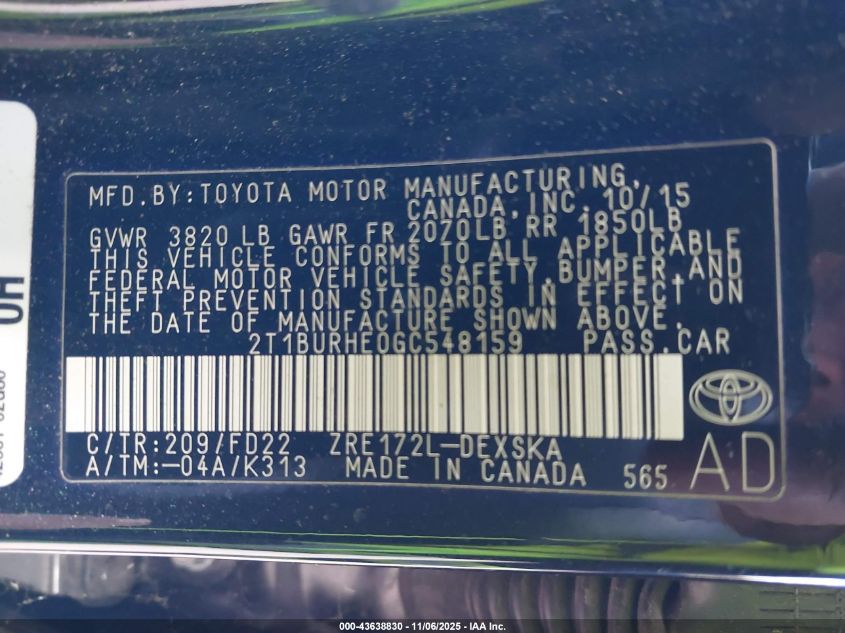 MFD.BY:TOYOTA MOTOR MANUFACTURING,
CANADA,INC. 10/15
GVWR 3820 LB GAWR FR 2070LB RR 1850LB
THIS VEHICLE CONFORMS TO ALL APPLICABLE
FEDERAL MOTOR VEHICLE SAFETY,BUMPER,AND
THEFT PREVENTION STANDARDS IN EFFECT ON
THE DATE OF MANUFACTURE SHOWN ABOVE.
2T1BURHE0GC548159 PASS.CAR
C/TR:209/FD22 ZRE172L-DEXSKA
A/TM:-04A/K313 MADE IN CANADA 565 AD
000-43638830 - 11/06/2025 - IAA Inc.